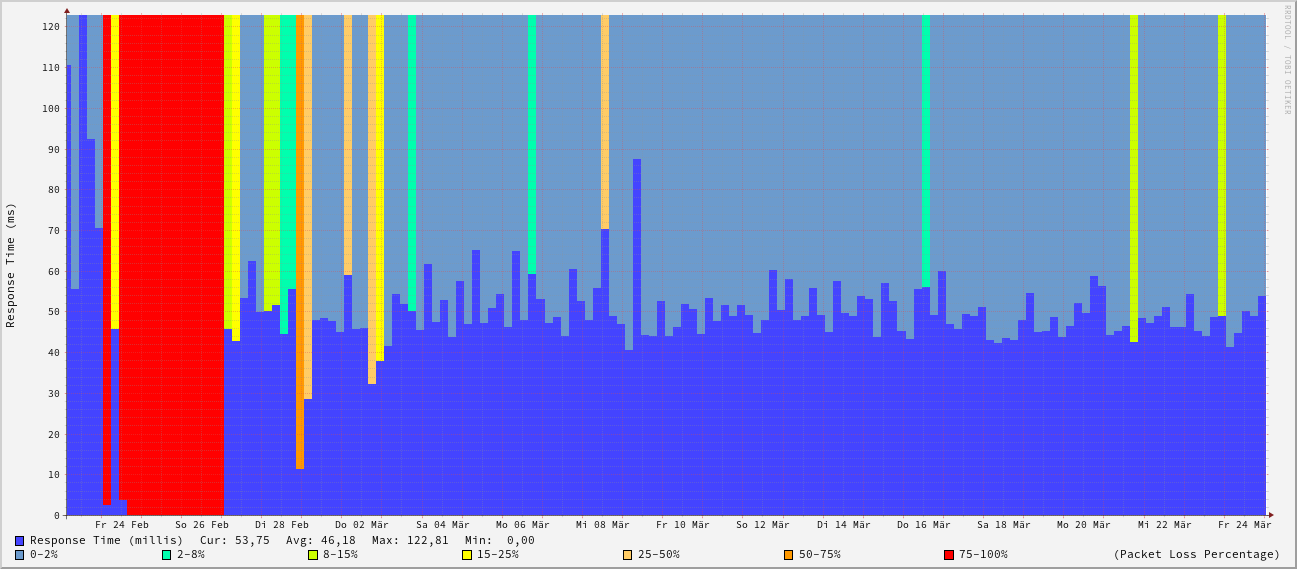 RRDTOOL / TOBI OETIKER
Response Time (ms)
120
110
100
90
80
70
60
50
40
30
20
10
0
Fr 24 Feb So 26 Feb Di 28 Feb Do 02 Mär Sa 04 Mär Mo 06 Mär Mi 08 Mär Fr 10 Mär So 12 Mär Di 14 Mär Do 16 Mär Sa 18 Mär Mo 20 Mär Mi 22 Mär Fr 24 Mär
Response Time (millis) Cur: 53,75 Avg: 46,18 Max: 122,81 Min: 0,00
0-2% 2-8% 8-15% 15-25% 25-50% 50-75% 75-100% (Packet Loss Percentage)